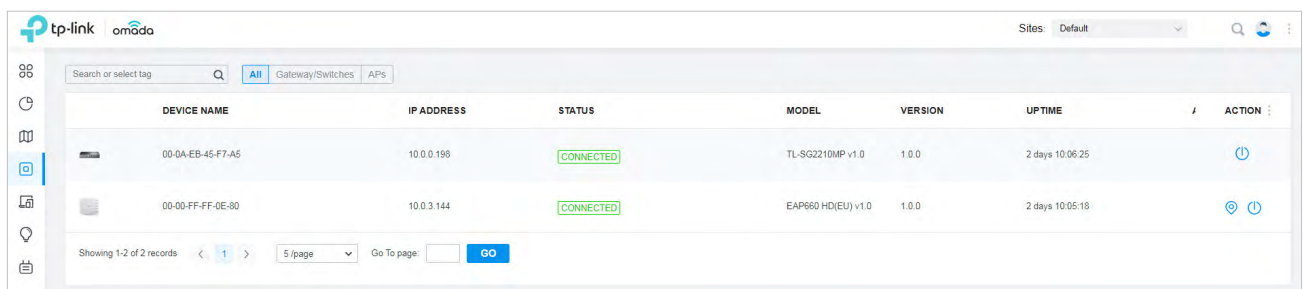 tp-link omada Sites: Default
Search or select tag All Gateway/Switches APs
DEVICE NAME IP ADDRESS STATUS MODEL VERSION UPTIME ACTION
00-0A-EB-45-F7-A5 10.0.0.198 CONNECTED TL-SG2210MP v1.0 1.0.0 2 days 10:06:25
00-00-FF-FF-0E-80 10.0.3.144 CONNECTED EAP660 HD(EU) v1.0 1.0.0 2 days 10:05:18
Showing 1-2 of 2 records < 1 > 5 /page Go To page: GO